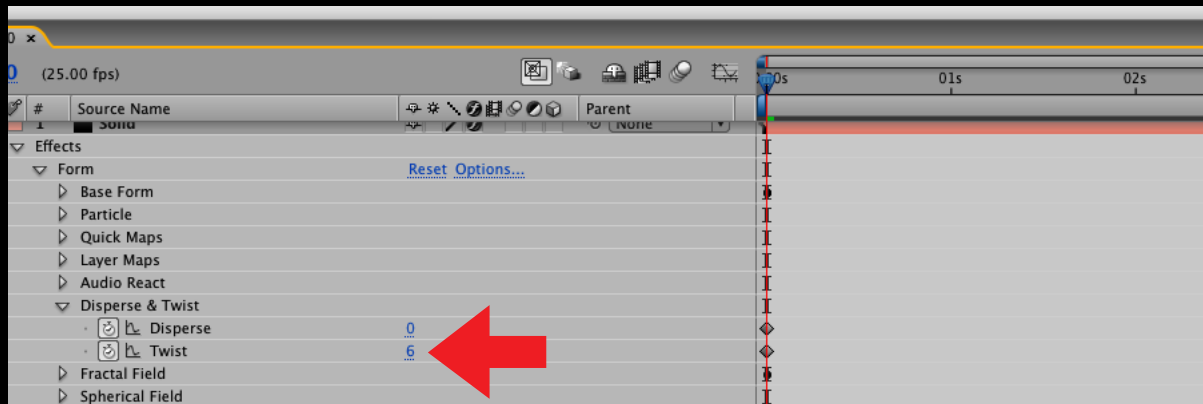 0 ×
0 (25.00 fps)
:00s 01s 02s
# Source Name Parent
1 Solid None
Effects
Form Reset Options...
Base Form
Particle
Quick Maps
Layer Maps
Audio React
Disperse & Twist
Disperse 0
Twist 6
Fractal Field
Spherical Field